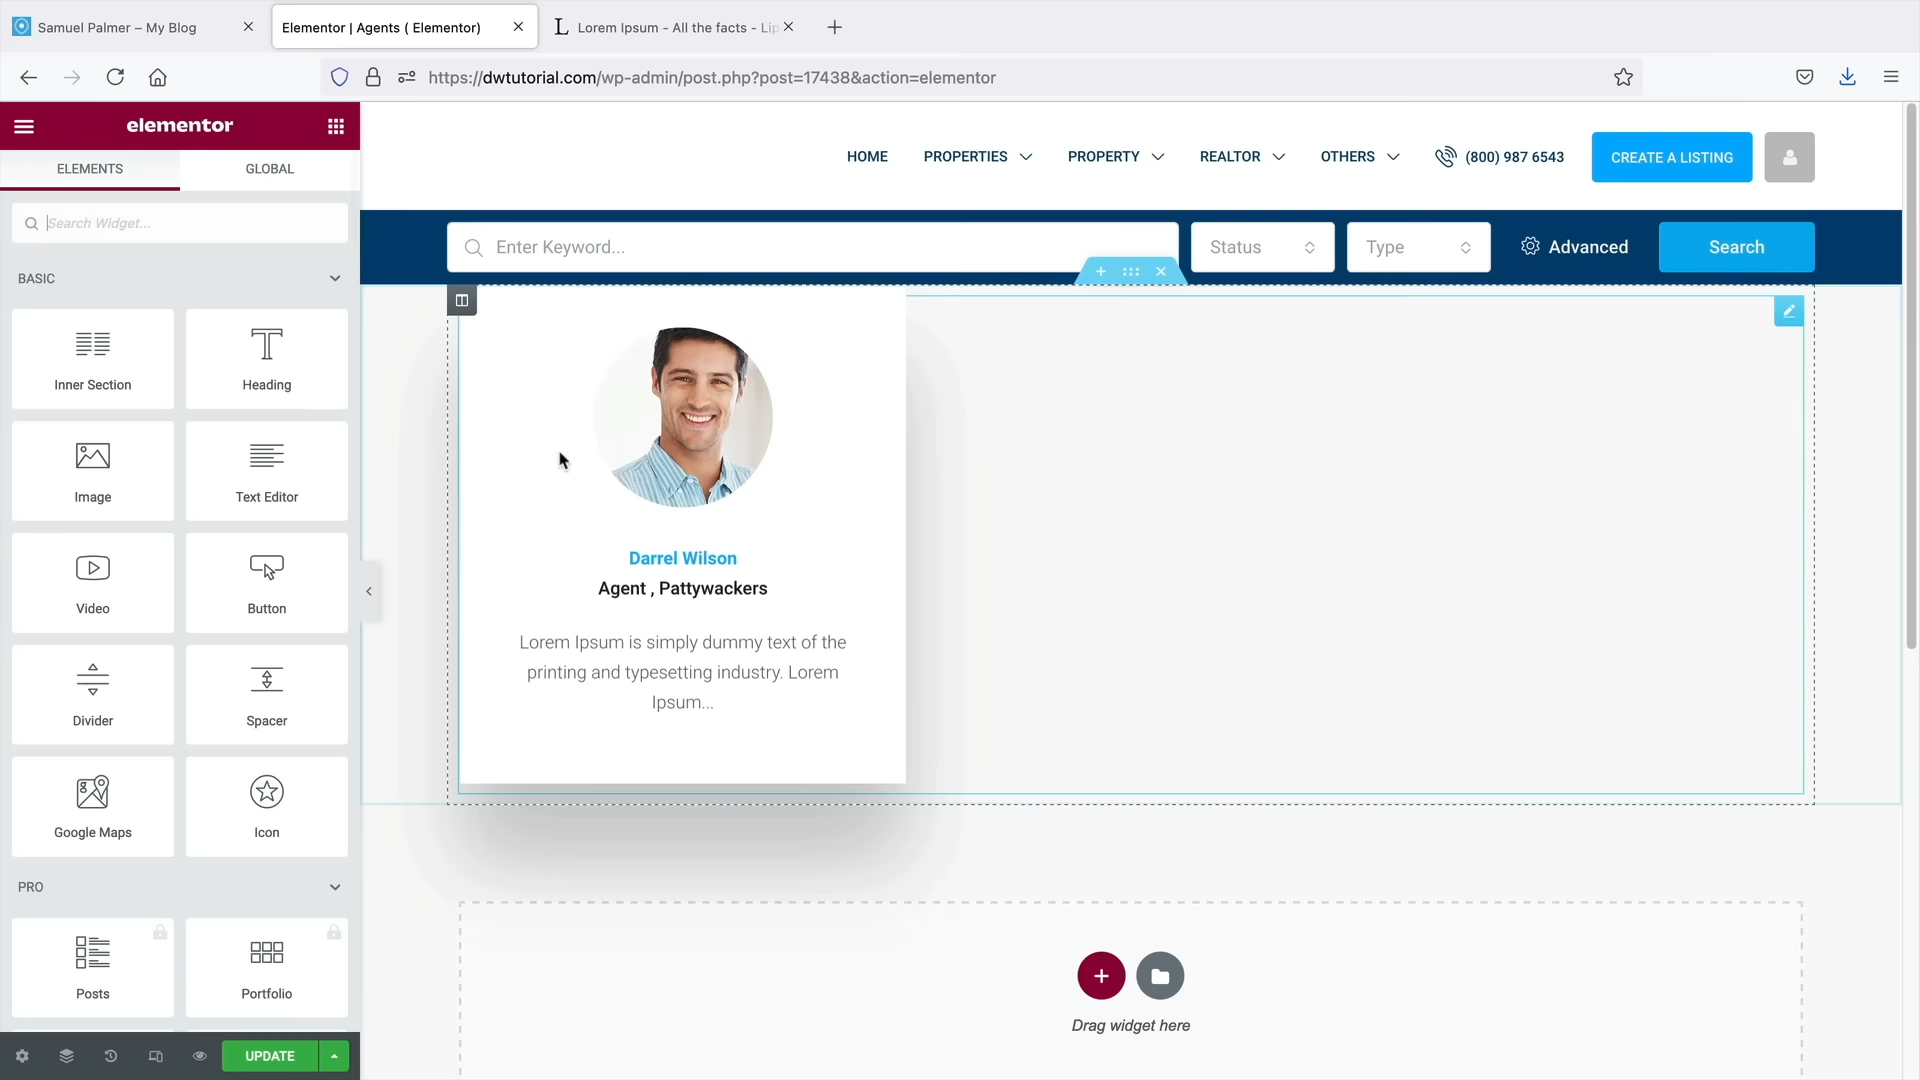 Samuel Palmer – My Blog
Elementor | Agents ( Elementor)
Lorem Ipsum - All the facts - Lip
https://dwtutorial.com/wp-admin/post.php?post=17438&action=elementor
elementor
ELEMENTS GLOBAL
Search Widget...
BASIC
Inner Section
Heading
Image
Text Editor
Video
Button
Divider
Spacer
Google Maps
Icon
PRO
Posts
Portfolio
UPDATE
HOME PROPERTIES PROPERTY REALTOR OTHERS (800) 987 6543 CREATE A LISTING
Enter Keyword... Status Type Advanced Search
Darrel Wilson
Agent , Pattywackers
Lorem Ipsum is simply dummy text of the
printing and typesetting industry. Lorem
Ipsum...
Drag widget here